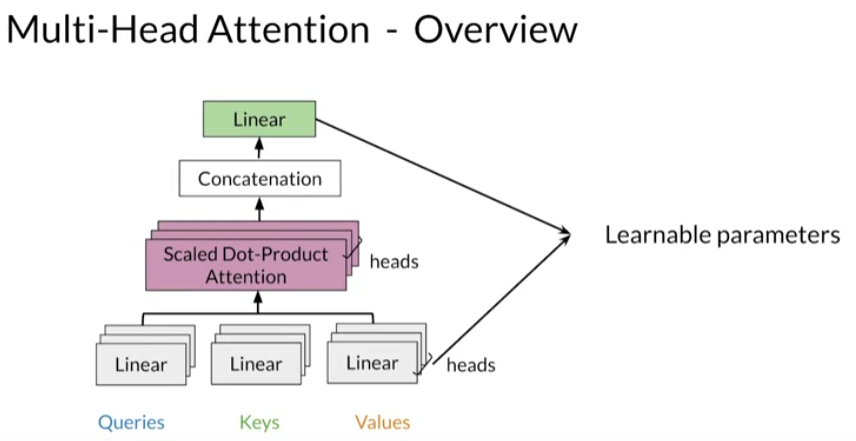 Multi-Head Attention - Overview
Linear
Concatenation
Scaled Dot-Product
Attention
heads
Learnable parameters
Linear
Linear
Linear
heads
Queries
Keys
Values